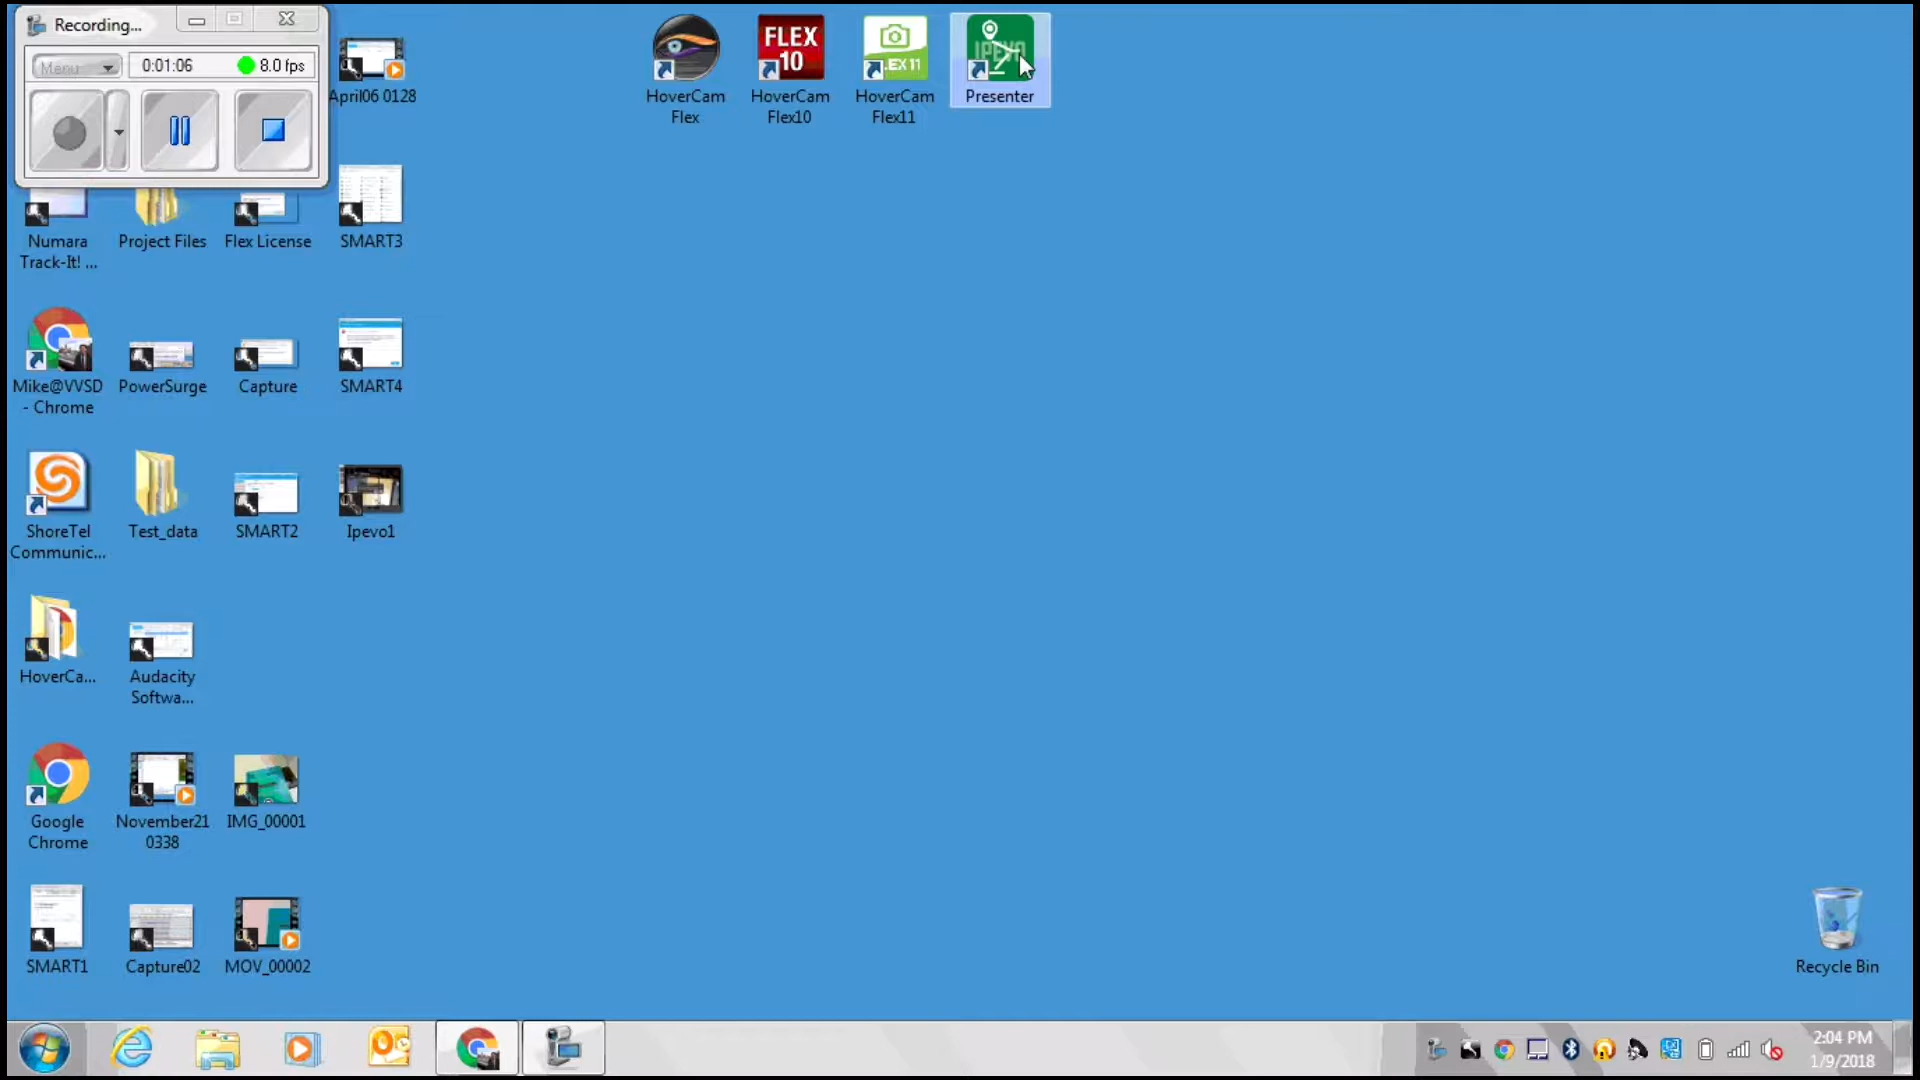 Recording...
Menu
0:01:06
8.0 fps
April06 0128
HoverCam
Flex
FLEX
10
HoverCam
Flex10
.EX11
HoverCam
Flex11
IPEVO
Presenter
Numara
Track-It! ...
Project Files
Flex License
SMART3
Mike@VVSD
- Chrome
PowerSurge
Capture
SMART4
ShoreTel
Communic...
Test_data
SMART2
Ipevo1
HoverCa...
Audacity
Softwa...
Google
Chrome
November21
0338
IMG_00001
SMART1
Capture02
MOV_00002
Recycle Bin
2:04 PM
1/9/2018